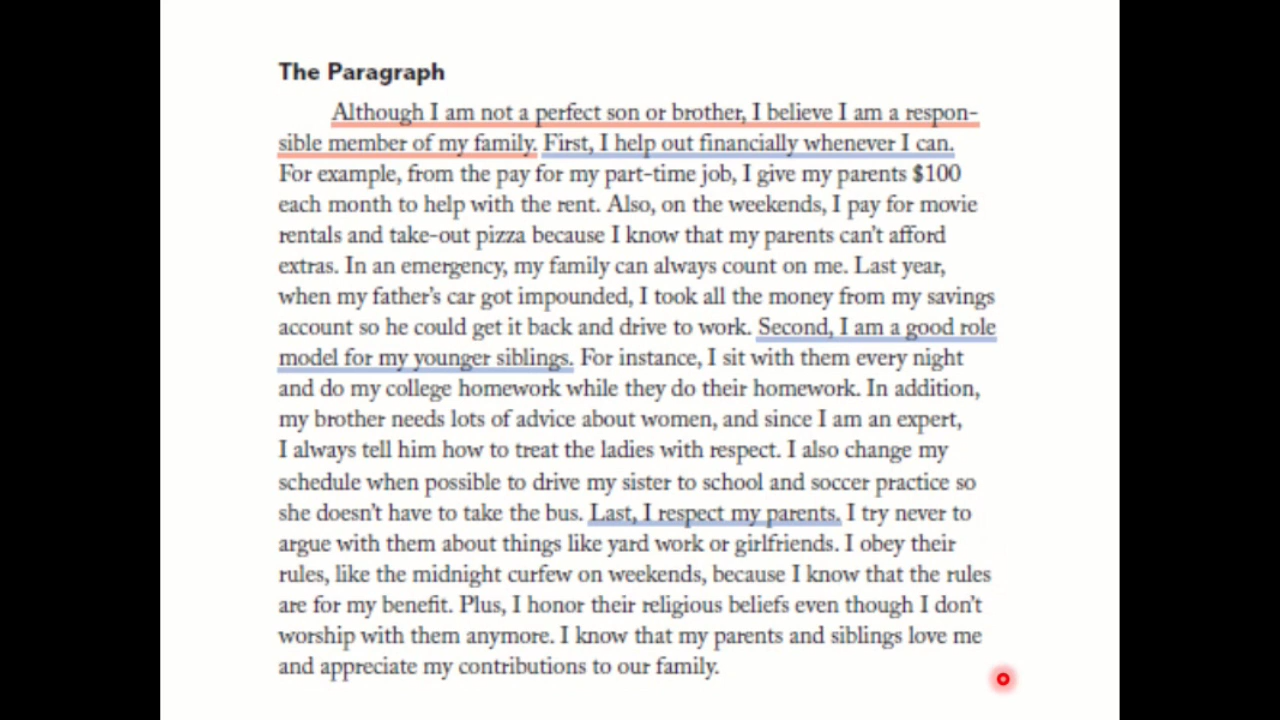 The Paragraph
Although I am not a perfect son or brother, I believe I am a respon-
sible member of my family. First, I help out financially whenever I can.
For example, from the pay for my part-time job, I give my parents $100
each month to help with the rent. Also, on the weekends, I pay for movie
rentals and take-out pizza because I know that my parents can't afford
extras. In an emergency, my family can always count on me. Last year,
when my father's car got impounded, I took all the money from my savings
account so he could get it back and drive to work. Second, I am a good role
model for my younger siblings. For instance, I sit with them every night
and do my college homework while they do their homework. In addition,
my brother needs lots of advice about women, and since I am an expert,
I always tell him how to treat the ladies with respect. I also change my
schedule when possible to drive my sister to school and soccer practice so
she doesn't have to take the bus. Last, I respect my parents. I try never to
argue with them about things like yard work or girlfriends. I obey their
rules, like the midnight curfew on weekends, because I know that the rules
are for my benefit. Plus, I honor their religious beliefs even though I don't
worship with them anymore. I know that my parents and siblings love me
and appreciate my contributions to our family.